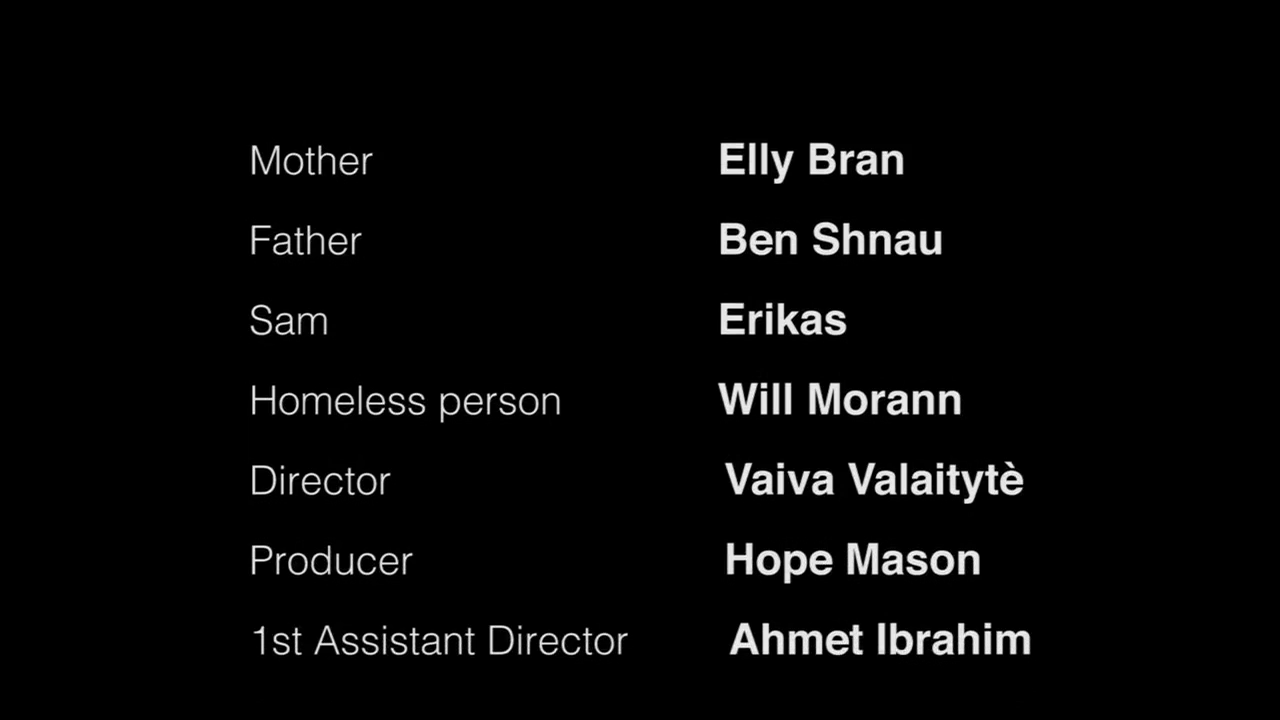 Mother Elly Bran
Father Ben Shnau
Sam Erikas
Homeless person Will Morann
Director Vaiva Valaitytè
Producer Hope Mason
1st Assistant Director Ahmet Ibrahim